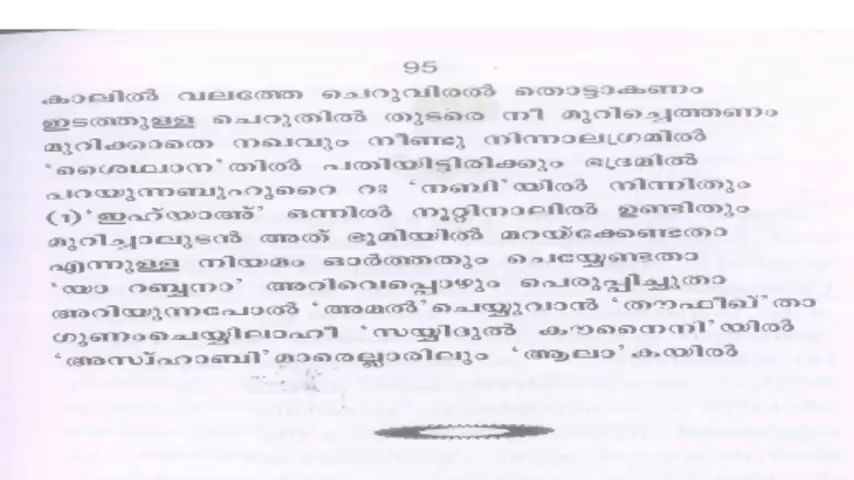 95
കാലിൽ വലത്തേ ചെറുവിരൽ തൊട്ടാകണം
ഇടത്തുള്ള ചെറുതിൽ തുടരെ നീ മുറിച്ചെത്തണം
മുറിക്കാതെ നഖവും നീണ്ടു നിന്നാലഗ്രമിൽ
‘ശൈഥാന’തിൽ പതിയിട്ടിരിക്കും ഭദ്രമിൽ
പറയുന്നബൂഹുറൈ റഃ ‘നബി’യിൽ നിന്നിതും
(1)‘ഇഹ്‌യാഅ്’ ഒന്നിൽ നൂറ്റിനാലിൽ ഉണ്ടിതും
മുറിച്ചാലുടൻ അത് ഭൂമിയിൽ മറയ്ക്കേണ്ടതാ
എന്നുള്ള നിയമം ഓർത്തതും ചെയ്യേണ്ടതാ
‘യാ റബ്ബനാ’ അറിവെപ്പൊഴും പെരുപ്പിച്ചുതാ
അറിയുന്നപോൽ ‘അമൽ’ചെയ്യുവാൻ ‘തൗഫീഖ്’താ
ഗുണംചെയ്യിലാഹീ ‘സയ്യിദുൽ കൗനൈനി’യിൽ
‘അസ്ഹാബി’മാരെല്ലാരിലും ‘ആലാ’കയിൽ